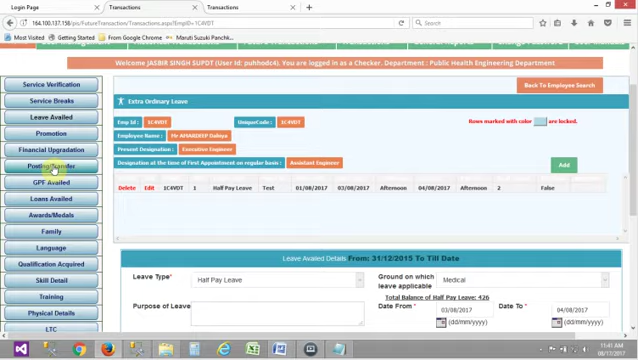 Login Page
Transactions
Transactions
164.100.137.158/pis/FutureTransaction/Transactions.aspx?EmpID=1C4VDT
Search
Most Visited
Getting Started
From Google Chrome
Maruti Suzuki Panchk...
Welcome JASBIR SINGH SUPDT (User Id: puhhodc4). You are logged in as a Checker. Department : Public Health Engineering Department
Service Verification
Service Breaks
Leave Availed
Promotion
Financial Upgradation
Posting/Transfer
GPF Availed
Loans Availed
Awards/Medals
Family
Language
Qualification Acquired
Skill Detail
Training
Physical Details
LTC
Back To Employee Search
Extra Ordinary Leave
Emp Id : 1C4VDT UniqueCode : 1C4VDT
Rows marked with color are locked.
Employee Name : Mr AMARDEEP Daloya
Present Designation : Executive Engineer
Designation at the time of First Appointment on regular basis : Assistant Engineer
Add
Delete Edit 1C4VDT 1 Half Pay Leave Test 01/08/2017 03/08/2017 Afternoon 04/08/2017 Afternoon 2 False
Leave Availed Details From: 31/12/2015 To Till Date
Leave Type* Half Pay Leave
Ground on which leave applicable Medical
Total Balance of Half Pay Leave: 426
Purpose of Leave
Date From * 03/08/2017 (dd/mm/yyyy)
Date To * 04/08/2017 (dd/mm/yyyy)
11:41 AM
08/17/2017